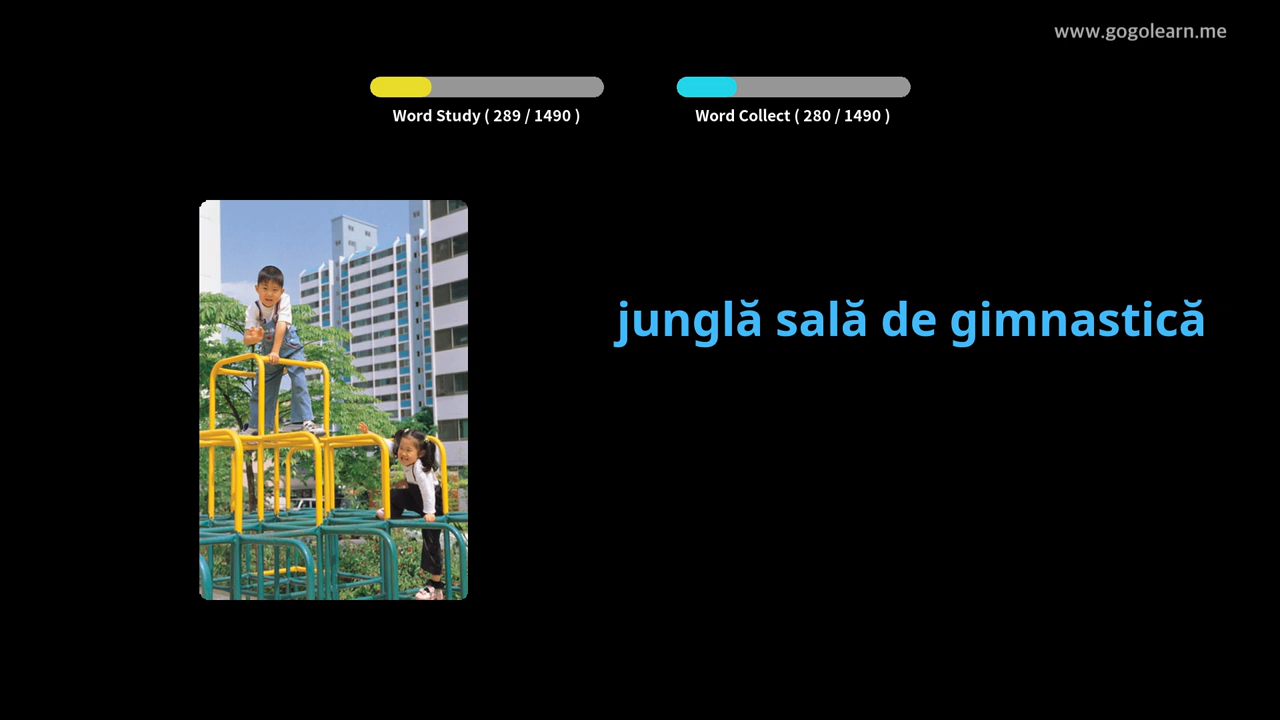 www.gogolearn.me
Word Study ( 289 / 1490 )
Word Collect ( 280 / 1490 )
junglă sală de gimnastică